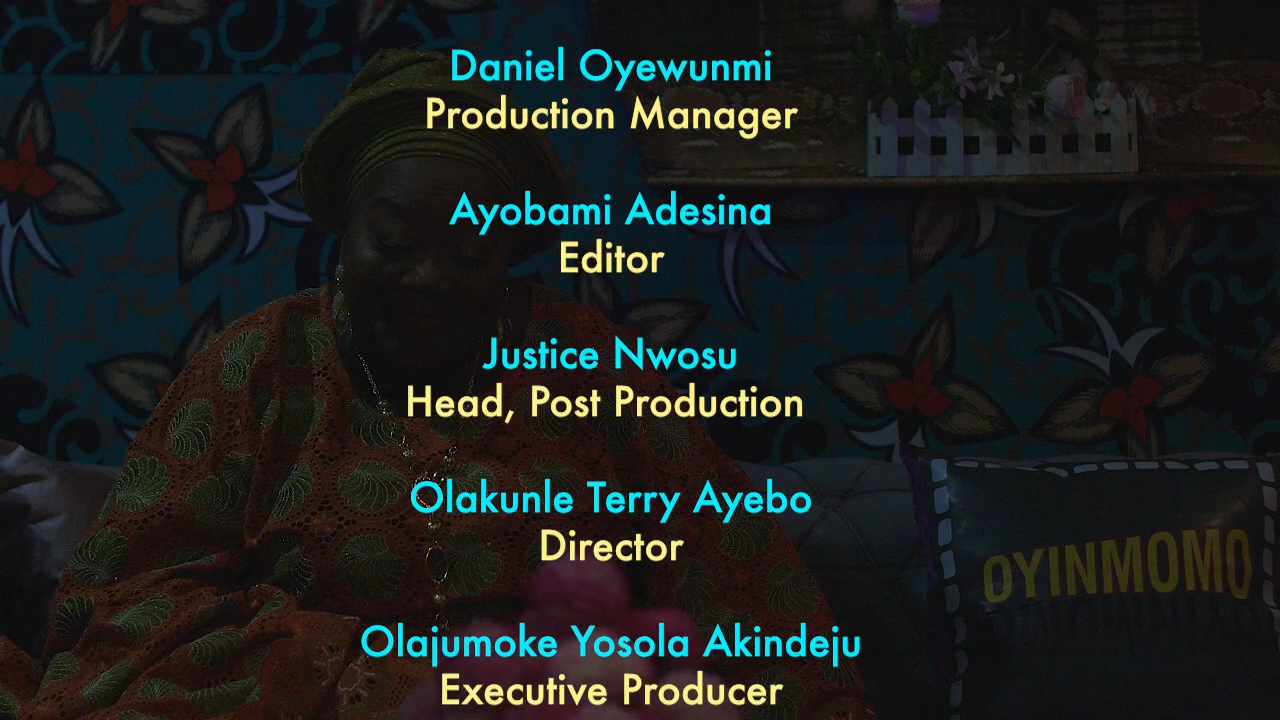 Daniel Oyewunmi
Production Manager
Ayobami Adesina
Editor
Justice Nwosu
Head, Post Production
Olakunle Terry Ayebo
Director
OYINMOMO
Olajumoke Yosola Akindeju
Executive Producer